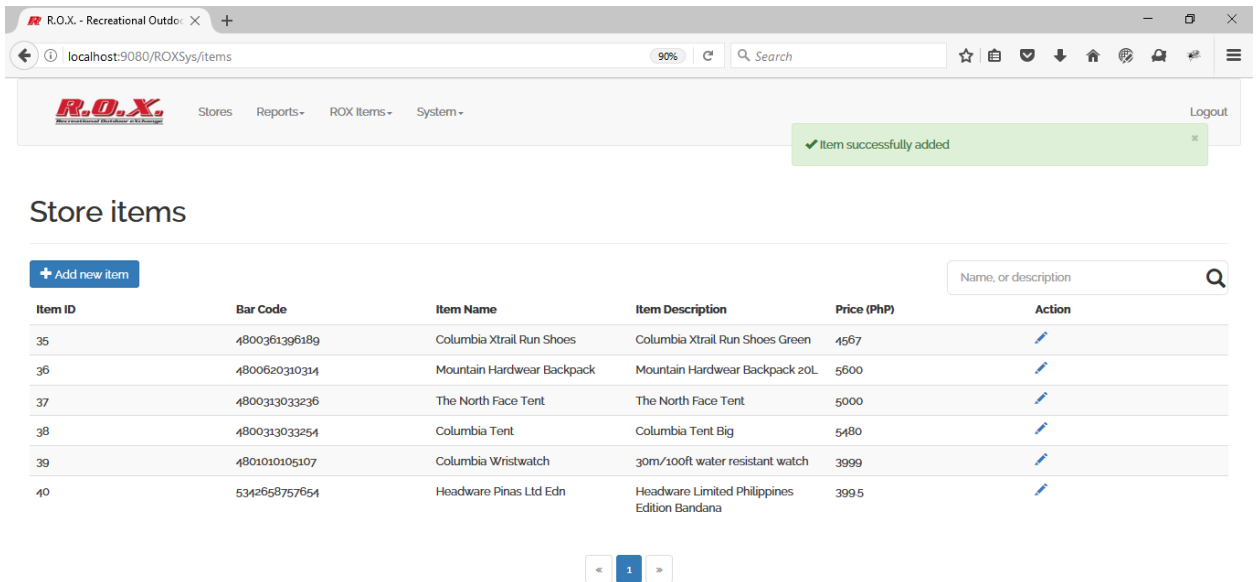 R.O.X. - Recreational Outdoo
localhost:9080/ROXSys/items 90% Search
R.O.X. Stores Reports ROX Items System Logout
Recreational Outdoor eXchange
Item successfully added ×
Store items
Add new item Name, or description
Item ID Bar Code Item Name Item Description Price (PhP) Action
35 4800361396189 Columbia Xtrail Run Shoes Columbia Xtrail Run Shoes Green 4567
36 4800620310314 Mountain Hardwear Backpack Mountain Hardwear Backpack 20L 5600
37 4800313033236 The North Face Tent The North Face Tent 5000
38 4800313033254 Columbia Tent Columbia Tent Big 5480
39 4801010105107 Columbia Wristwatch 30m/100ft water resistant watch 3999
40 5342658757654 Headware Pinas Ltd Edn Headware Limited Philippines 399.5
Edition Bandana
« 1 »